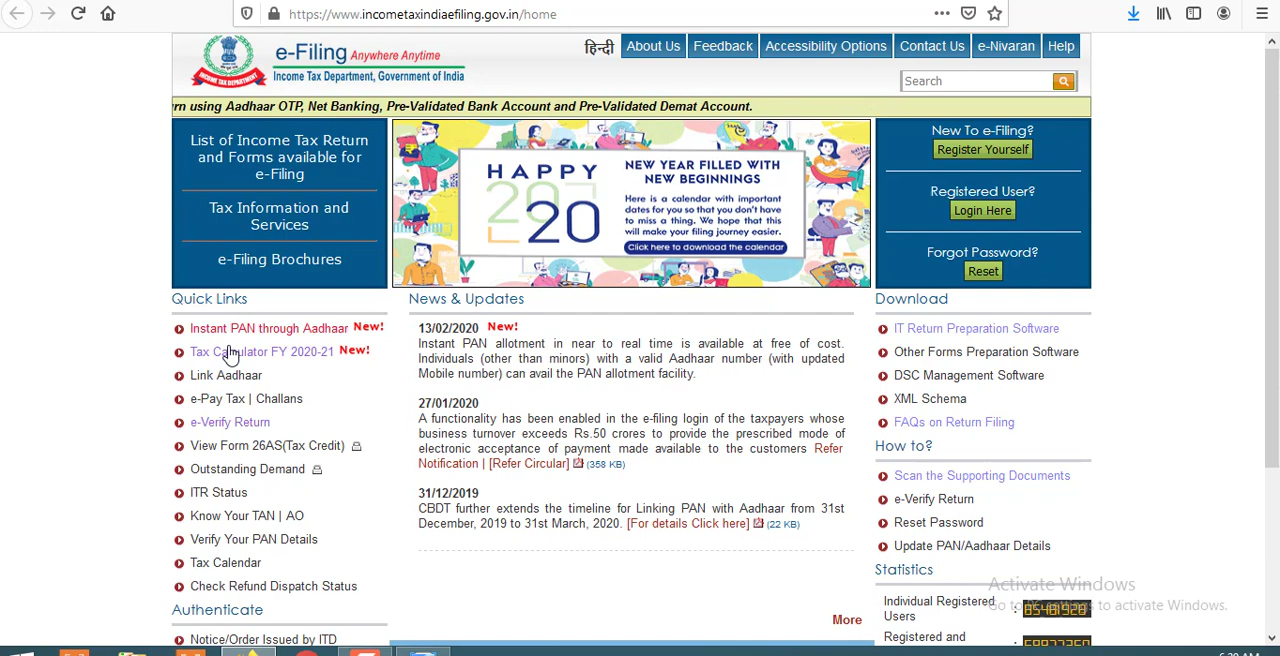 https://www.incometaxindiaefiling.gov.in/home
e-Filing Anywhere Anytime
Income Tax Department, Government of India
हिन्दी About Us Feedback Accessibility Options Contact Us e-Nivaran Help
Search
rn using Aadhaar OTP, Net Banking, Pre-Validated Bank Account and Pre-Validated Demat Account.
List of Income Tax Return
and Forms available for
e-Filing
Tax Information and
Services
e-Filing Brochures
HAPPY
2020
NEW YEAR FILLED WITH
NEW BEGINNINGS
Here is a calendar with important
dates for you so that you don't have
to miss a thing. We hope that this
will make your filing journey easier.
Click here to download the calendar
New To e-Filing?
Register Yourself
Registered User?
Login Here
Forgot Password?
Reset
Quick Links
Instant PAN through Aadhaar New!
Tax Calculator FY 2020-21 New!
Link Aadhaar
e-Pay Tax | Challans
e-Verify Return
View Form 26AS(Tax Credit)
Outstanding Demand
ITR Status
Know Your TAN | AO
Verify Your PAN Details
Tax Calendar
Check Refund Dispatch Status
Authenticate
Notice/Order Issued by ITD
News & Updates
13/02/2020 New!
Instant PAN allotment in near to real time is available at free of cost.
Individuals (other than minors) with a valid Aadhaar number (with updated
Mobile number) can avail the PAN allotment facility.
27/01/2020
A functionality has been enabled in the e-filing login of the taxpayers whose
business turnover exceeds Rs.50 crores to provide the prescribed mode of
electronic acceptance of payment made available to the customers Refer
Notification | [Refer Circular] (358 KB)
31/12/2019
CBDT further extends the timeline for Linking PAN with Aadhaar from 31st
December, 2019 to 31st March, 2020. [For details Click here] (22 KB)
More
Download
IT Return Preparation Software
Other Forms Preparation Software
DSC Management Software
XML Schema
FAQs on Return Filing
How to?
Scan the Supporting Documents
e-Verify Return
Reset Password
Update PAN/Aadhaar Details
Statistics
Individual Registered
Users :
Registered and :
Activate Windows
Go to PC settings to activate Windows.